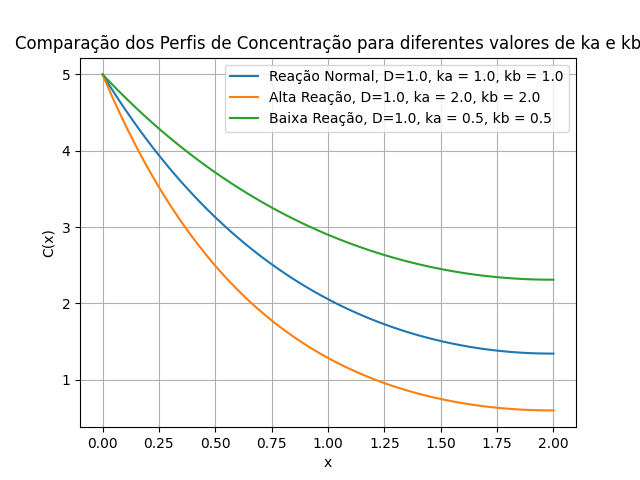 Comparação dos Perfis de Concentração para diferentes valores de ka e kb
Reação Normal, D=1.0, ka = 1.0, kb = 1.0
Alta Reação, D=1.0, ka = 2.0, kb = 2.0
Baixa Reação, D=1.0, ka = 0.5, kb = 0.5
5
4
3
2
1
C(x)
0.00 0.25 0.50 0.75 1.00 1.25 1.50 1.75 2.00
x